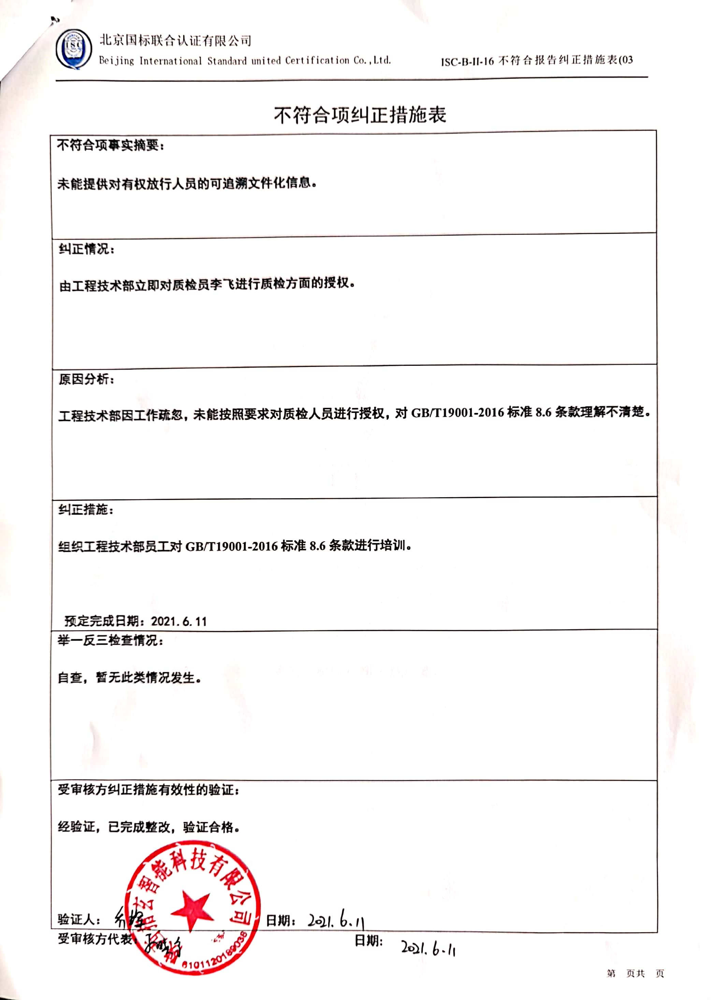 ISC
北京国标联合认证有限公司
Beijing International Standard united Certification Co.,Ltd.
ISC-B-II-16 不符合报告纠正措施表(03
不符合项纠正措施表
不符合项事实摘要：
未能提供对有权放行人员的可追溯文件化信息。
纠正情况：
由工程技术部立即对质检员李飞进行质检方面的授权。
原因分析：
工程技术部因工作疏忽，未能按照要求对质检人员进行授权，对 GB/T19001-2016 标准 8.6 条款理解不清楚。
纠正措施：
组织工程技术部员工对 GB/T19001-2016 标准 8.6 条款进行培训。
预定完成日期：2021.6.11
举一反三检查情况：
自查，暂无此类情况发生。
受审核方纠正措施有效性的验证：
经验证，已完成整改，验证合格。
智能科技有限公司
验证人：
日期： 2021.6.11
受审核方代表：
日期： 2021.6.11
6101120189038
第 页共 页